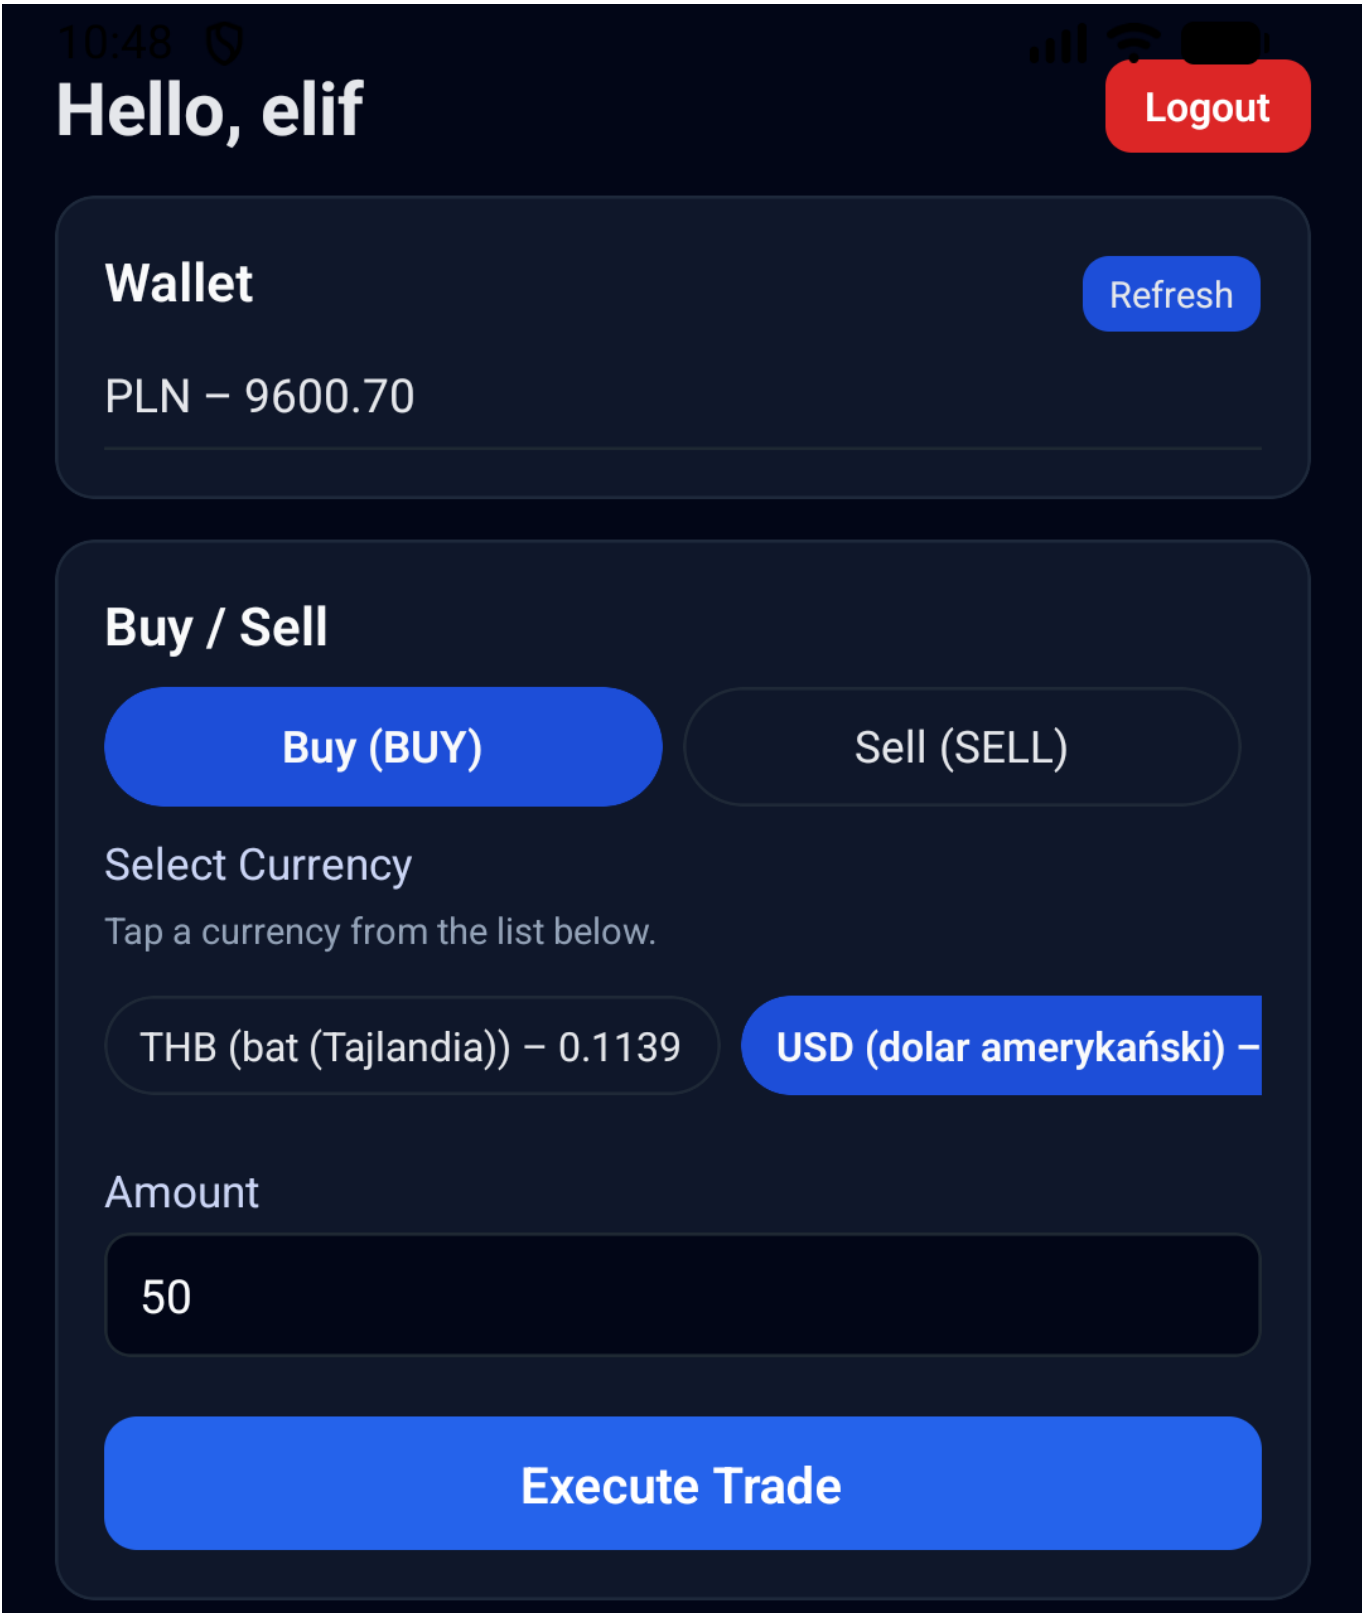 10:48
Hello, elif
Logout
Wallet
Refresh
PLN – 9600.70
Buy / Sell
Buy (BUY)
Sell (SELL)
Select Currency
Tap a currency from the list below.
THB (bat (Tajlandia)) – 0.1139
USD (dolar amerykański) –
Amount
50
Execute Trade